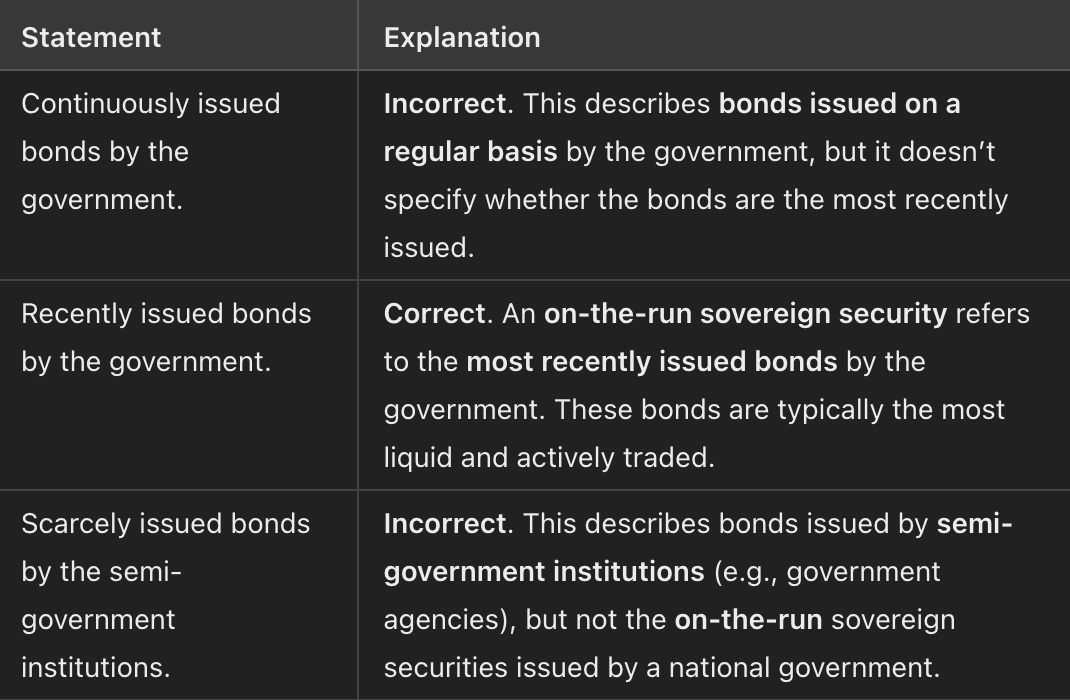 Statement
Explanation
Continuously issued
bonds by the
government.
Incorrect. This describes bonds issued on a
regular basis by the government, but it doesn’t
specify whether the bonds are the most recently
issued.
Recently issued bonds
by the government.
Correct. An on-the-run sovereign security refers
to the most recently issued bonds by the
government. These bonds are typically the most
liquid and actively traded.
Scarcely issued bonds
by the semi-
government
institutions.
Incorrect. This describes bonds issued by semi-
government institutions (e.g., government
agencies), but not the on-the-run sovereign
securities issued by a national government.